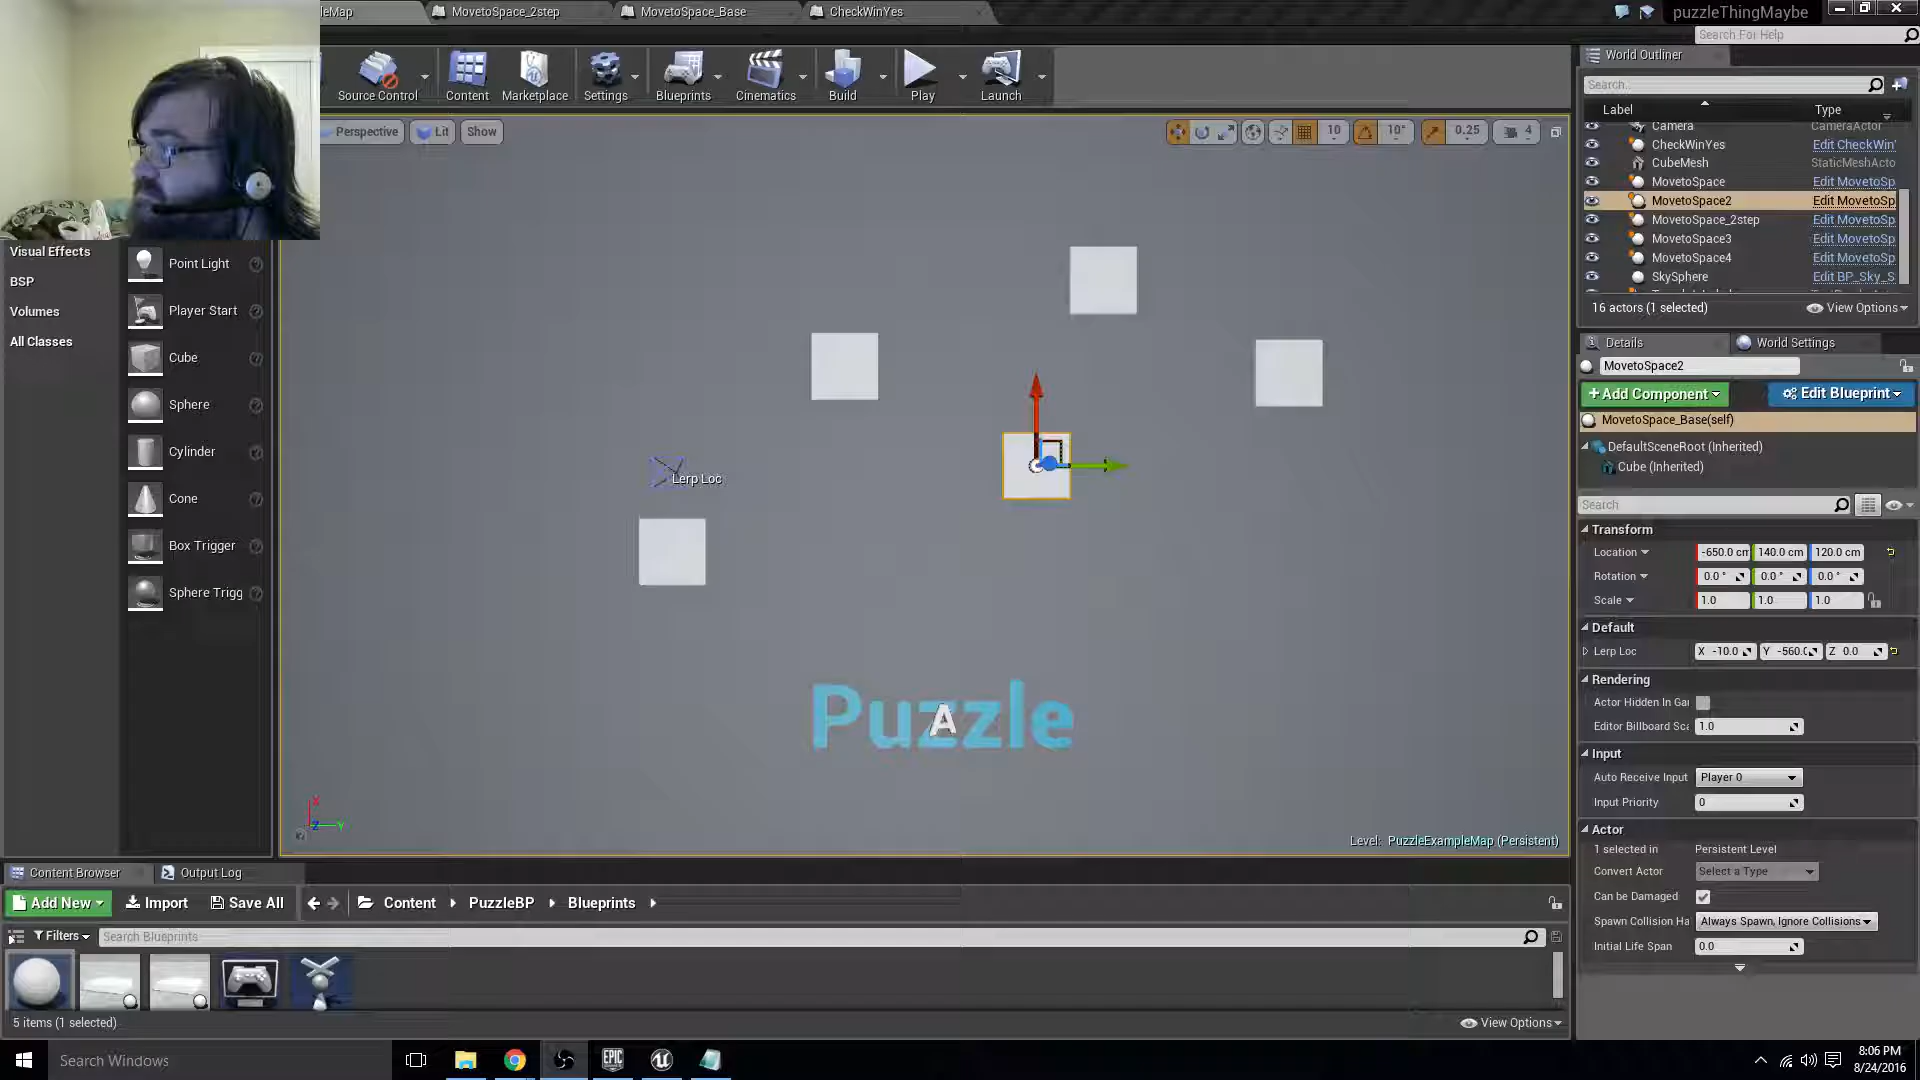 leMap
MovetoSpace_2step
MovetoSpace_Base
CheckWinYes
puzzleThingMaybe
Search For Help
Source Control
Content
Marketplace
Settings
Blueprints
Cinematics
Build
Play
Launch
World Outliner
Search..
Label
Type
Camera
CameraActor
CheckWinYes
Edit CheckWin'
CubeMesh
StaticMeshActo
MovetoSpace
Edit MovetoSp
MovetoSpace2
Edit MovetoSp
MovetoSpace_2step
Edit MovetoSp
MovetoSpace3
Edit MovetoSp
MovetoSpace4
Edit MovetoSp
SkySphere
Edit BP_Sky_S
16 actors (1 selected)
View Options
Perspective
Lit
Show
10
10°
0.25
4
Visual Effects
BSP
Volumes
All Classes
Point Light
Player Start
Cube
Sphere
Cylinder
Cone
Box Trigger
Sphere Trigg
Lerp Loc
Puzzle
A
X
Z
Y
Level: PuzzleExampleMap (Persistent)
Details
World Settings
MovetoSpace2
+Add Component
Edit Blueprint
MovetoSpace_Base(self)
DefaultSceneRoot (Inherited)
Cube (Inherited)
Search
Transform
Location
-650.0 cm
140.0 cm
120.0 cm
Rotation
0.0 °
0.0 °
0.0 °
Scale
1.0
1.0
1.0
Default
Lerp Loc
X -10.0
Y -560.0
Z 0.0
Rendering
Actor Hidden In Ga
Editor Billboard Sca
1.0
Input
Auto Receive Input
Player 0
Input Priority
0
Actor
1 selected in
Persistent Level
Convert Actor
Select a Type
Can be Damaged
Spawn Collision Ha
Always Spawn, Ignore Collisions
Initial Life Span
0.0
Content Browser
Output Log
Add New
Import
Save All
Content
PuzzleBP
Blueprints
Filters
Search Blueprints
5 items (1 selected)
View Options
Search Windows
EPIC
8:06 PM
8/24/2016